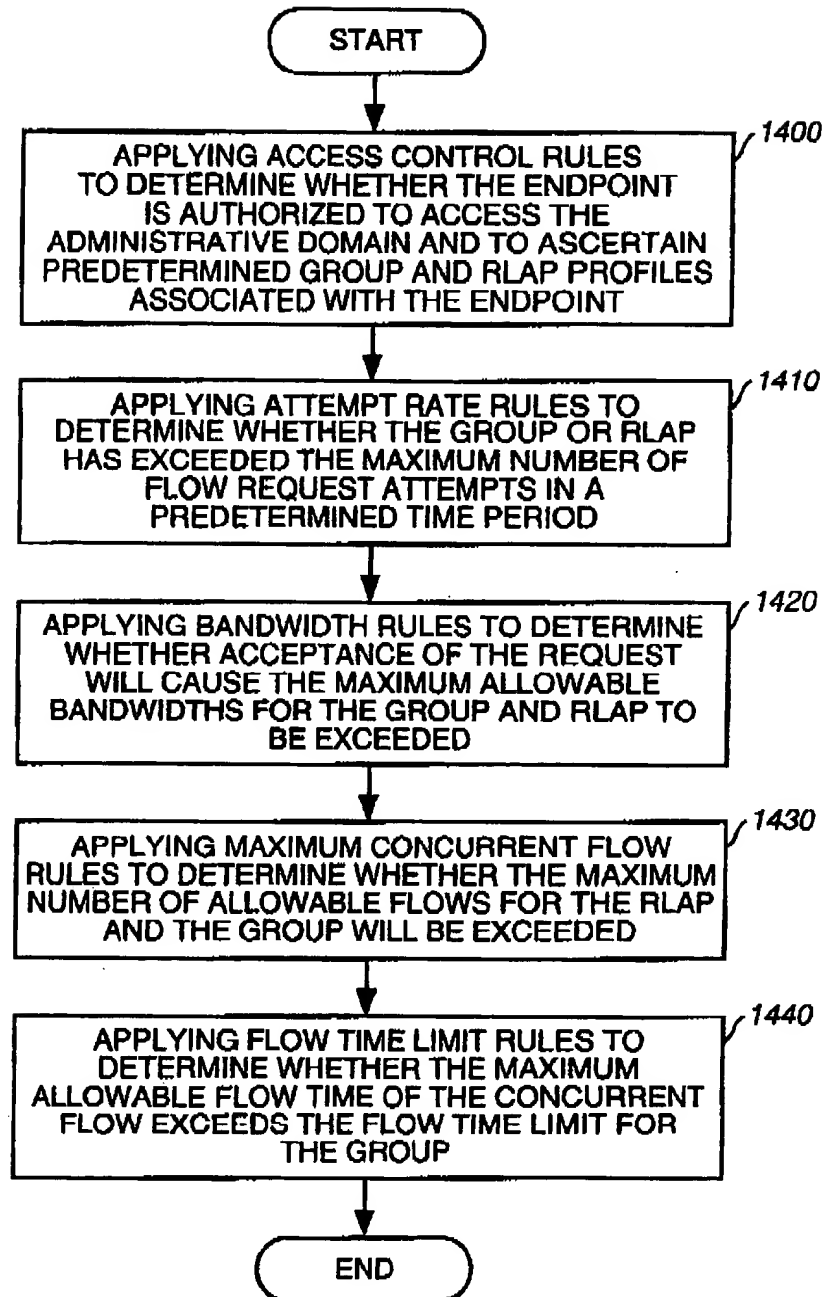 START
1400
APPLYING ACCESS CONTROL RULES
TO DETERMINE WHETHER THE ENDPOINT
IS AUTHORIZED TO ACCESS THE
ADMINISTRATIVE DOMAIN AND TO ASCERTAIN
PREDETERMINED GROUP AND RLAP PROFILES
ASSOCIATED WITH THE ENDPOINT
1410
APPLYING ATTEMPT RATE RULES TO
DETERMINE WHETHER THE GROUP OR RLAP
HAS EXCEEDED THE MAXIMUM NUMBER OF
FLOW REQUEST ATTEMPTS IN A
PREDETERMINED TIME PERIOD
1420
APPLYING BANDWIDTH RULES TO DETERMINE
WHETHER ACCEPTANCE OF THE REQUEST
WILL CAUSE THE MAXIMUM ALLOWABLE
BANDWIDTHS FOR THE GROUP AND RLAP TO
BE EXCEEDED
1430
APPLYING MAXIMUM CONCURRENT FLOW
RULES TO DETERMINE WHETHER THE MAXIMUM
NUMBER OF ALLOWABLE FLOWS FOR THE RLAP
AND THE GROUP WILL BE EXCEEDED
1440
APPLYING FLOW TIME LIMIT RULES TO
DETERMINE WHETHER THE MAXIMUM
ALLOWABLE FLOW TIME OF THE CONCURRENT
FLOW EXCEEDS THE FLOW TIME LIMIT FOR
THE GROUP
END